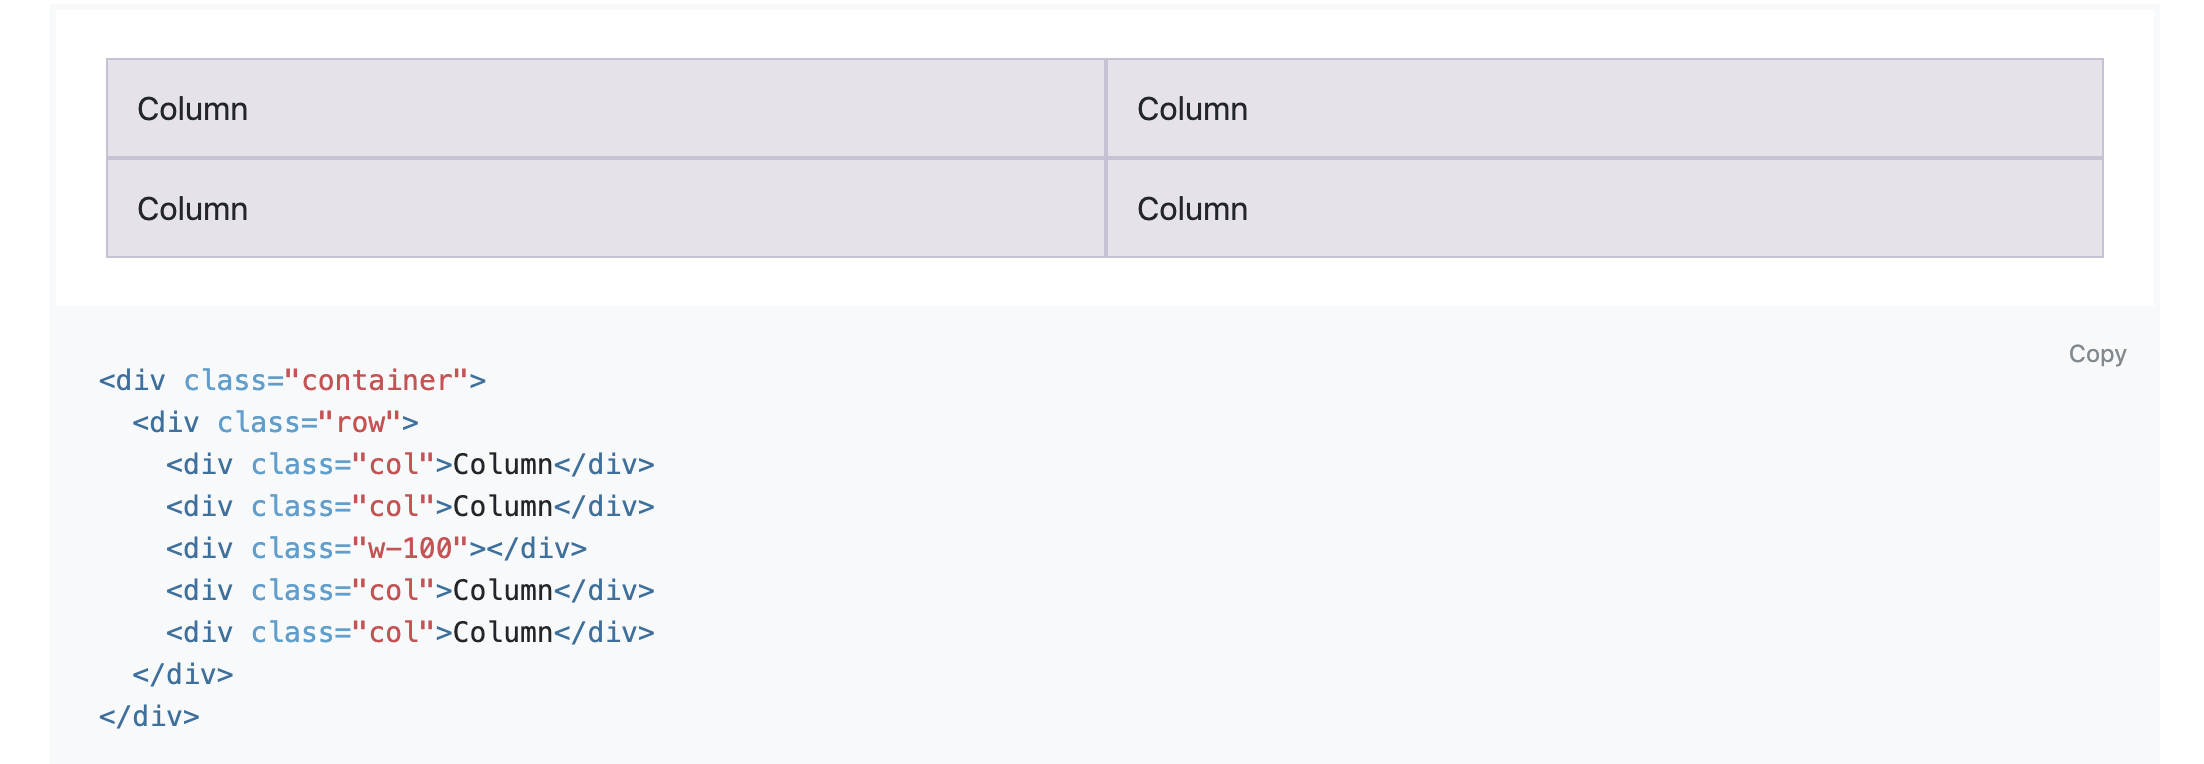 Column Column
Column Column
Copy
<div class="container">
  <div class="row">
    <div class="col">Column</div>
    <div class="col">Column</div>
    <div class="w-100"></div>
    <div class="col">Column</div>
    <div class="col">Column</div>
  </div>
</div>